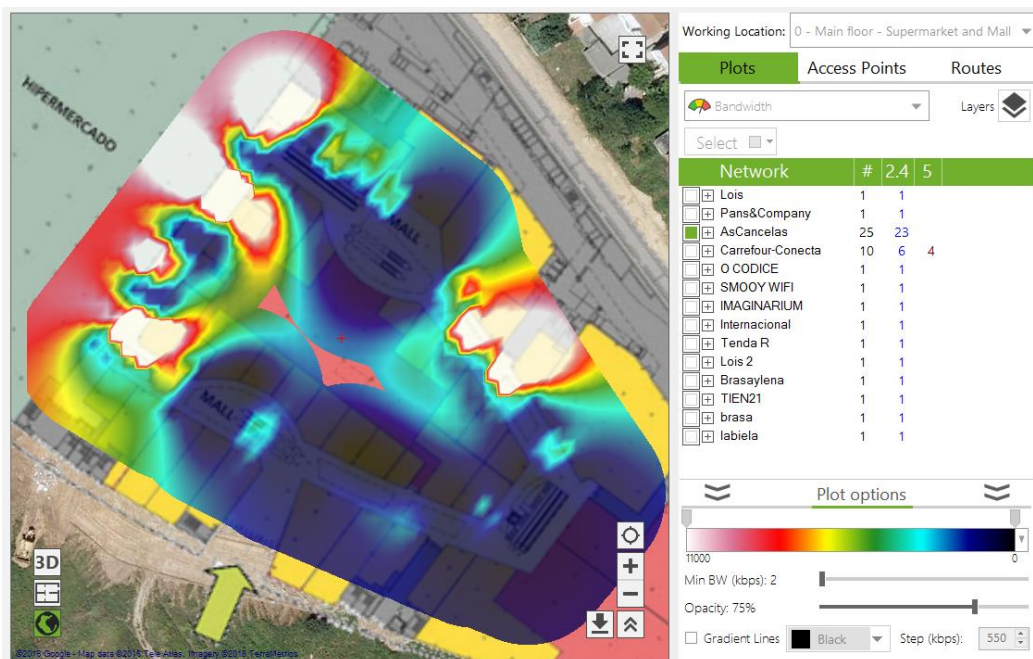 Working Location: 0 - Main floor - Supermarket and Mall
Plots Access Points Routes
Bandwidth Layers
Select
Network # 2.4 5
Lois 1 1
Pans&Company 1 1
AsCancelas 25 23
Carrefour-Conecta 10 6 4
O CODICE 1 1
SMOOY WIFI 1 1
IMAGINARIUM 1 1
Internacional 1 1
Tenda R 1 1
Lois 2 1 1
Brasaylena 1 1
TIEN21 1 1
brasa 1 1
labiela 1 1
Plot options
11000 0
Min BW (kbps): 2
Opacity: 75%
Gradient Lines Black Step (kbps): 550
HIPERMERCADO
MALL
MALL
3D
©2016 Google - Map data ©2016 Tele Atlas, Imagery ©2016 TerraMetrics